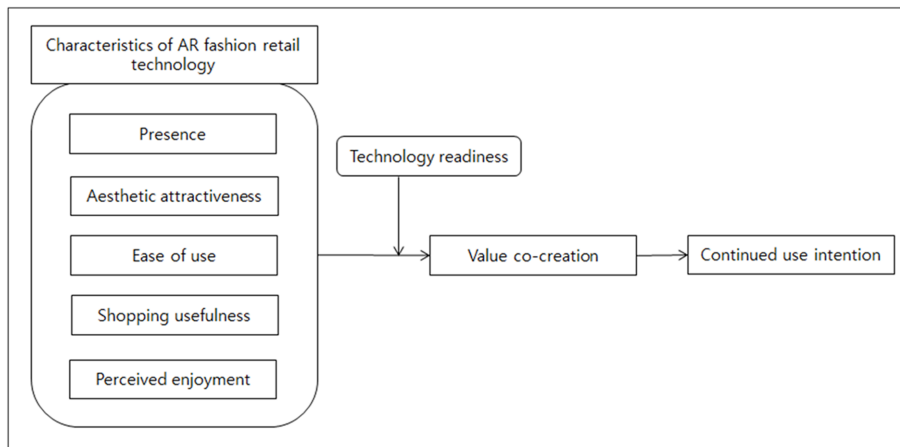 Characteristics of AR fashion retail
technology
Presence
Technology readiness
Aesthetic attractiveness
Ease of use
Value co-creation
Continued use intention
Shopping usefulness
Perceived enjoyment